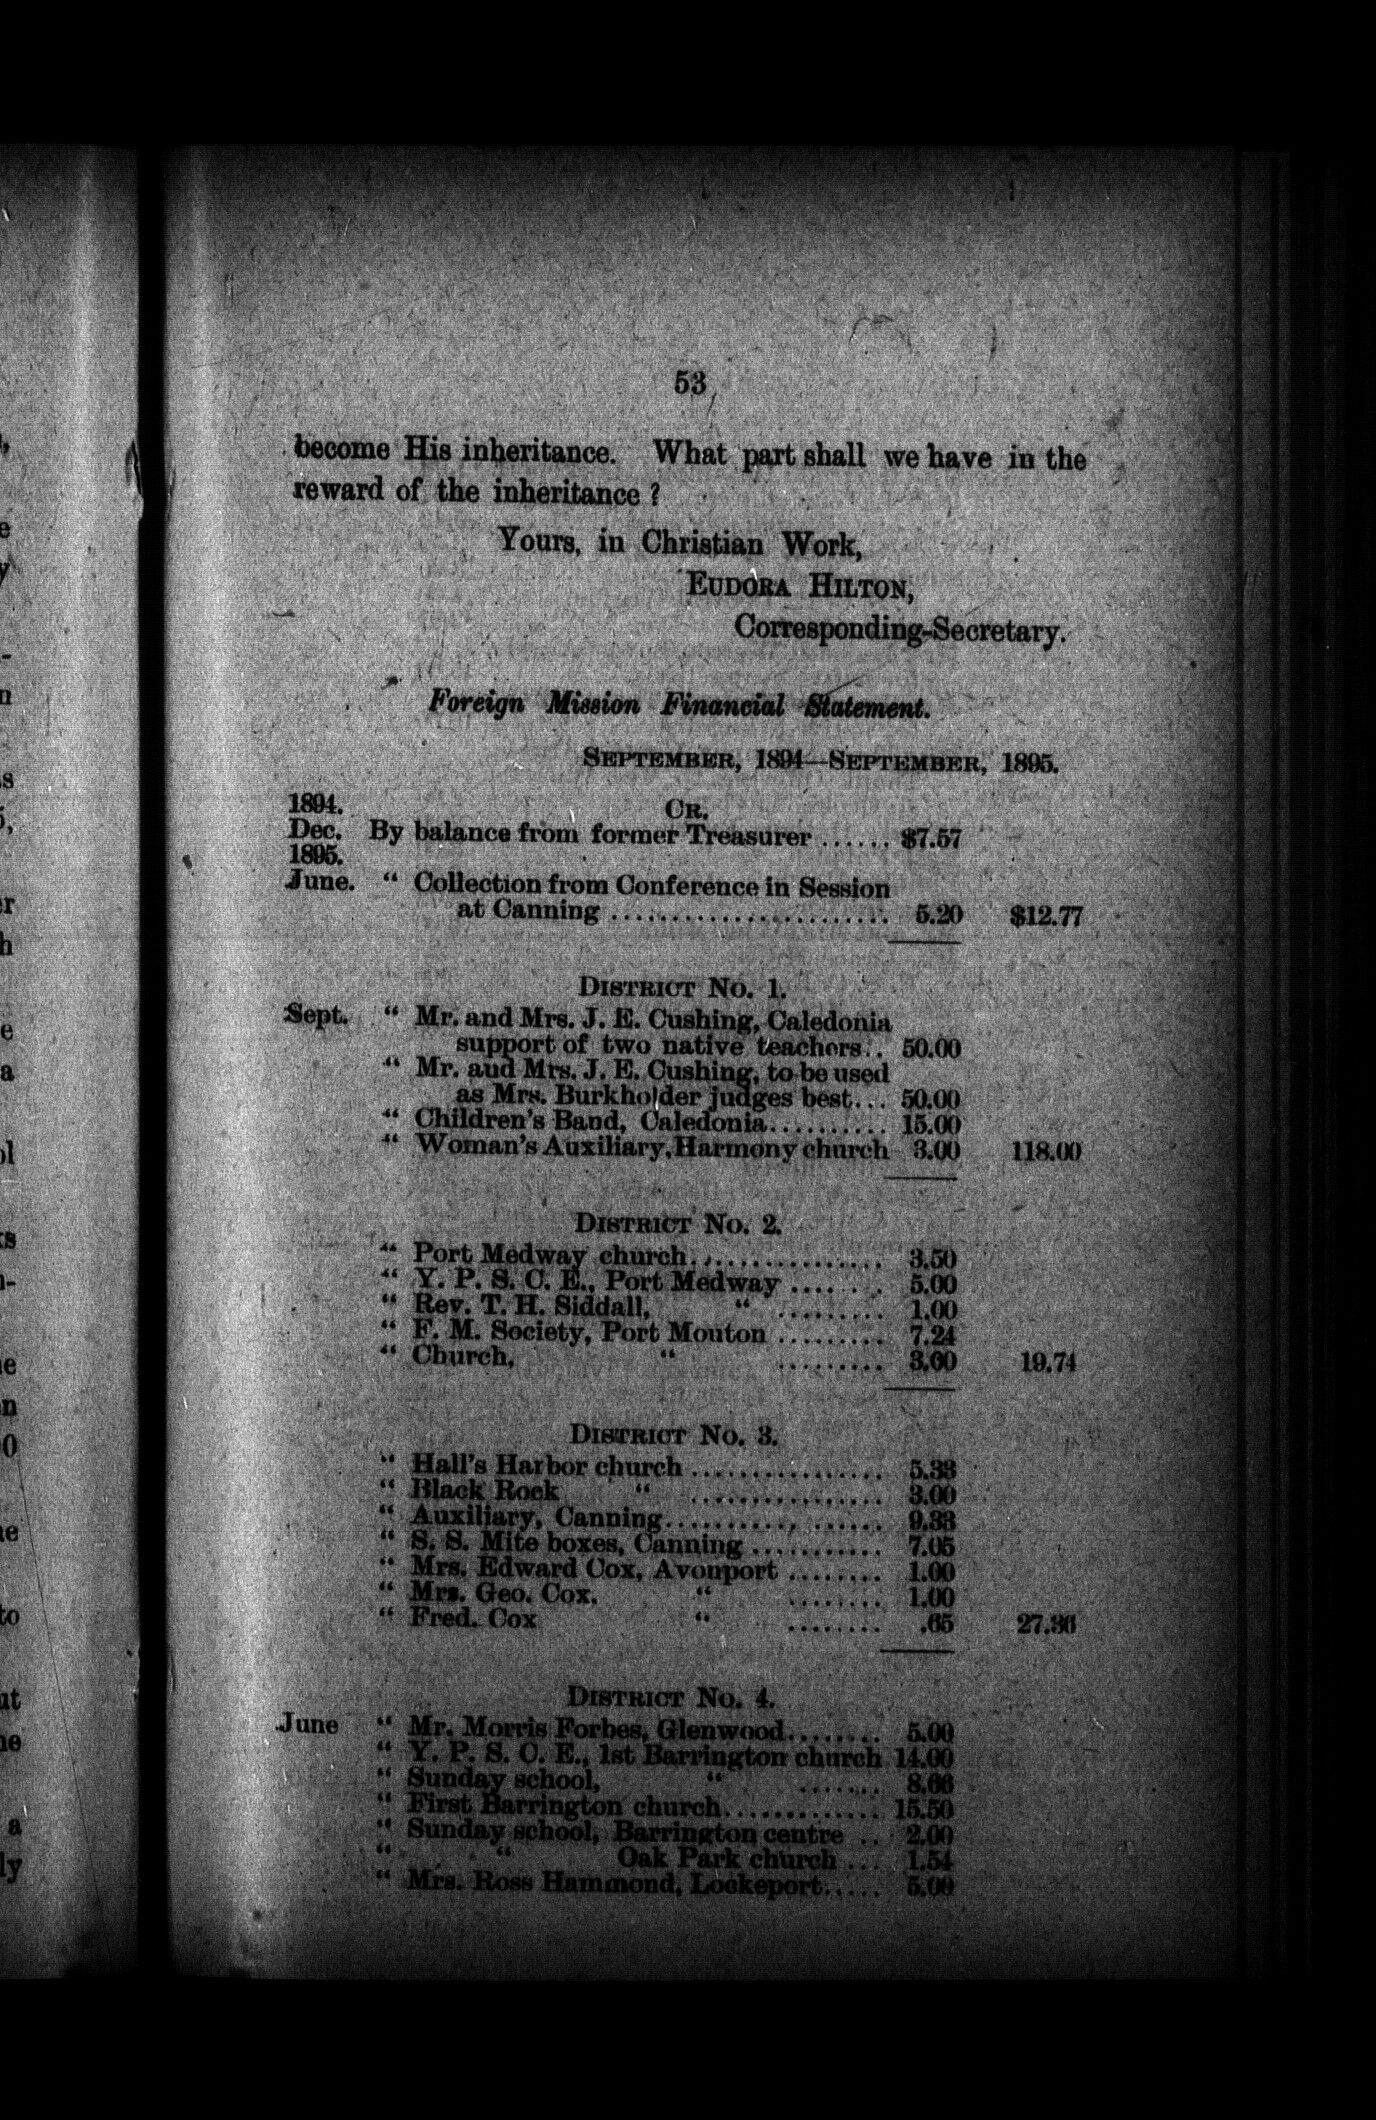 53
become His inheritance. What part shall we have in the
reward of the inheritance ?
Yours, in Christian Work,
EUDORA HILTON,
Corresponding-Secretary.
Foreign Mission Financial Statement.
SEPTEMBER, 1894—SEPTEMBER, 1895.
1894. CR.
Dec. By balance from former Treasurer ...... $7.57
1895.
June. “ Collection from Conference in Session
at Canning ....................... 5.20 $12.77
DISTRICT NO. 1.
Sept. “ Mr. and Mrs. J. E. Cushing, Caledonia
support of two native teachers.. 50.00
“ Mr. aud Mrs. J. E. Cushing, to be used
as Mrs. Burkholder judges best... 50.00
“ Children's Band, Caledonia.......... 15.00
“ Woman's Auxiliary, Harmony church 3.00 118.00
DISTRICT NO. 2.
“ Port Medway church................ 3.50
“ Y. P. S. C. E., Port Medway ........ 5.00
“ Rev. T. H. Siddall, “ ......... 1.00
“ F. M. Society, Port Mouton ......... 7.24
“ Church, “ ......... 3.00 19.74
DISTRICT NO. 3.
“ Hall's Harbor church ................ 5.33
“ Black Rock “ ................ 3.00
“ Auxiliary, Canning.................. 9.33
“ S. S. Mite boxes, Canning ........... 7.05
“ Mrs. Edward Cox, Avonport ........ 1.00
“ Mrs. Geo. Cox. “ ........ 1.00
“ Fred. Cox “ ........ .65 27.36
DISTRICT NO. 4.
June “ Mr. Morris Forbes, Glenwood........ 5.00
“ Y. P. S. C. E., 1st Barrington church 14.00
“ Sunday school, “ ....... 8.66
“ First Barrington church............. 15.50
“ Sunday school, Barrington centre .. 2.00
“ “ Oak Park church ... 1.54
“ Mrs. Ross Hammond, Lockeport..... 5.00